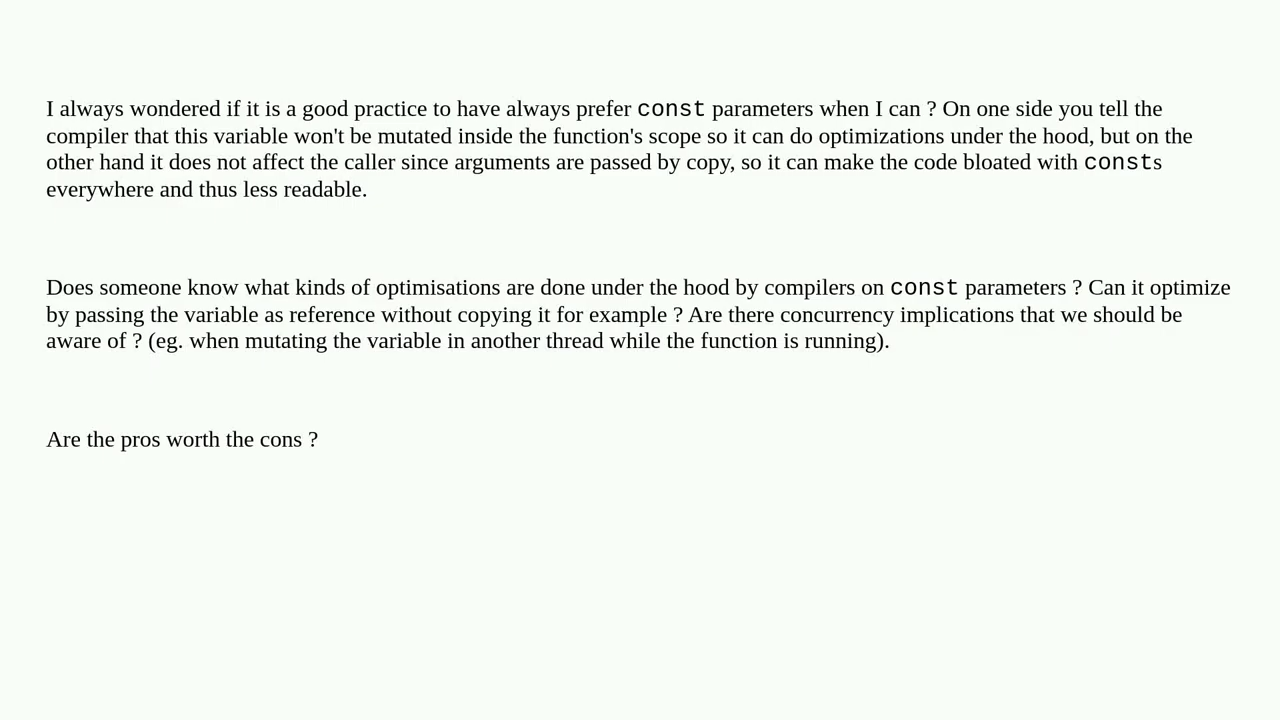 I always wondered if it is a good practice to have always prefer const parameters when I can ? On one side you tell the
compiler that this variable won't be mutated inside the function's scope so it can do optimizations under the hood, but on the
other hand it does not affect the caller since arguments are passed by copy, so it can make the code bloated with consts
everywhere and thus less readable.
Does someone know what kinds of optimisations are done under the hood by compilers on const parameters ? Can it optimize
by passing the variable as reference without copying it for example ? Are there concurrency implications that we should be
aware of ? (eg. when mutating the variable in another thread while the function is running).
Are the pros worth the cons ?